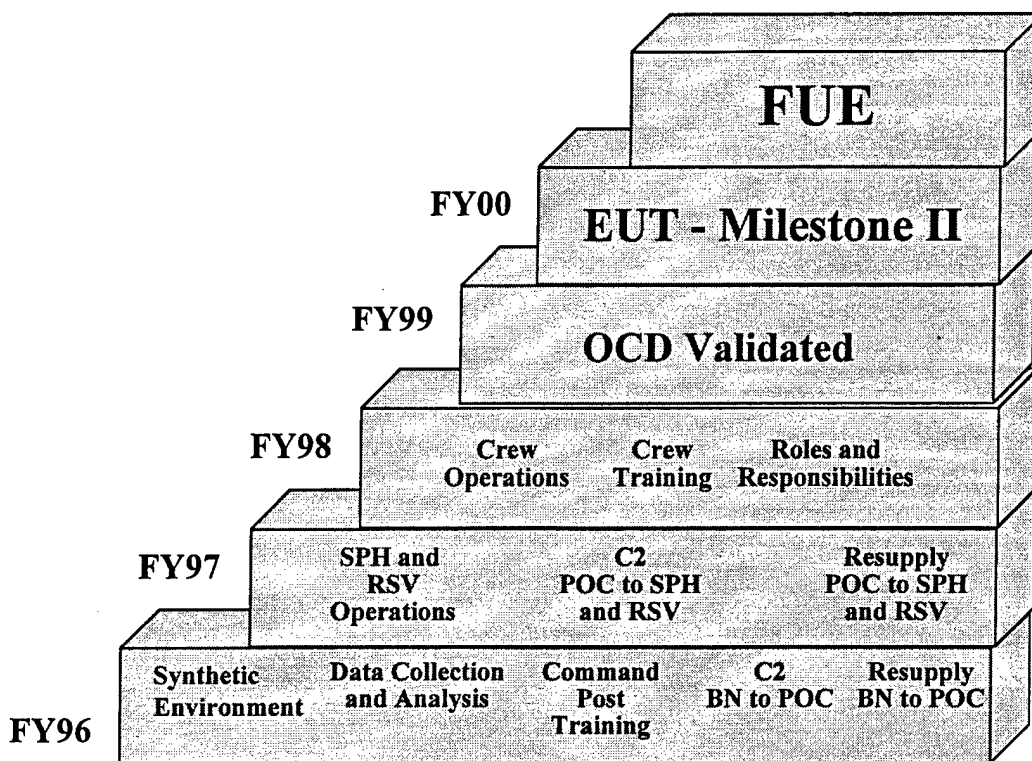 FUE
FY00
EUT - Milestone II
FY99
OCD Validated
FY98
Crew
Operations
Crew
Training
Roles and
Responsibilities
FY97
SPH and
RSV
Operations
C2
POC to SPH
and RSV
Resupply
POC to SPH
and RSV
FY96
Synthetic
Environment
Data Collection
and Analysis
Command
Post
Training
C2
BN to POC
Resupply
BN to POC